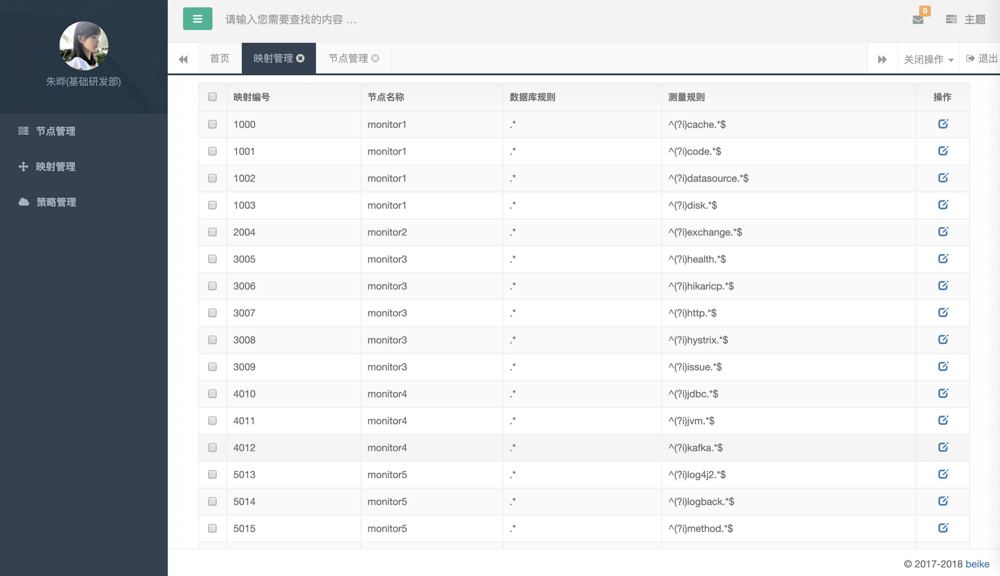 请输入您需要查找的内容 ...
0
主题
朱晔(基础研发部)
节点管理
映射管理
策略管理
首页
映射管理
节点管理
关闭操作
退出
映射编号 节点名称 数据库规则 测量规则 操作
1000 monitor1 .* ^(?i)cache.*$
1001 monitor1 .* ^(?i)code.*$
1002 monitor1 .* ^(?i)datasource.*$
1003 monitor1 .* ^(?i)disk.*$
2004 monitor2 .* ^(?i)exchange.*$
3005 monitor3 .* ^(?i)health.*$
3006 monitor3 .* ^(?i)hikaricp.*$
3007 monitor3 .* ^(?i)http.*$
3008 monitor3 .* ^(?i)hystrix.*$
3009 monitor3 .* ^(?i)issue.*$
4010 monitor4 .* ^(?i)jdbc.*$
4011 monitor4 .* ^(?i)jvm.*$
4012 monitor4 .* ^(?i)kafka.*$
5013 monitor5 .* ^(?i)log4j2.*$
5014 monitor5 .* ^(?i)logback.*$
5015 monitor5 .* ^(?i)method.*$
© 2017-2018 beike